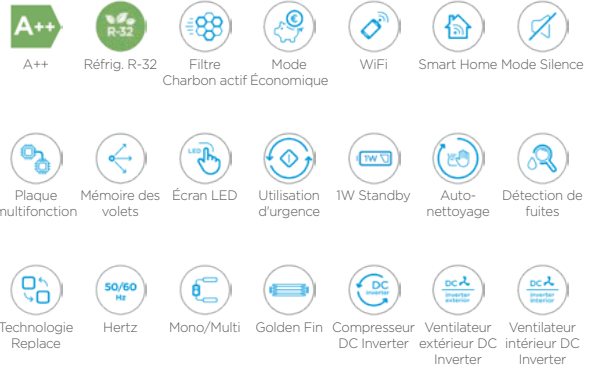 A++
R-32
A++
Réfrig. R-32
Filtre
Charbon actif
Mode
Économique
WiFi
Smart Home
Mode Silence
LED
1W
Plaque
multifonction
Mémoire des
volets
Écran LED
Utilisation
d'urgence
1W Standby
Auto-
nettoyage
Détection de
fuites
50/60
Hz
DC
Inverter
DC
Inverter
exterior
DC
Inverter
interior
Technologie
Replace
Hertz
Mono/Multi
Golden Fin
Compresseur
DC Inverter
Ventilateur
extérieur DC
Inverter
Ventilateur
intérieur DC
Inverter